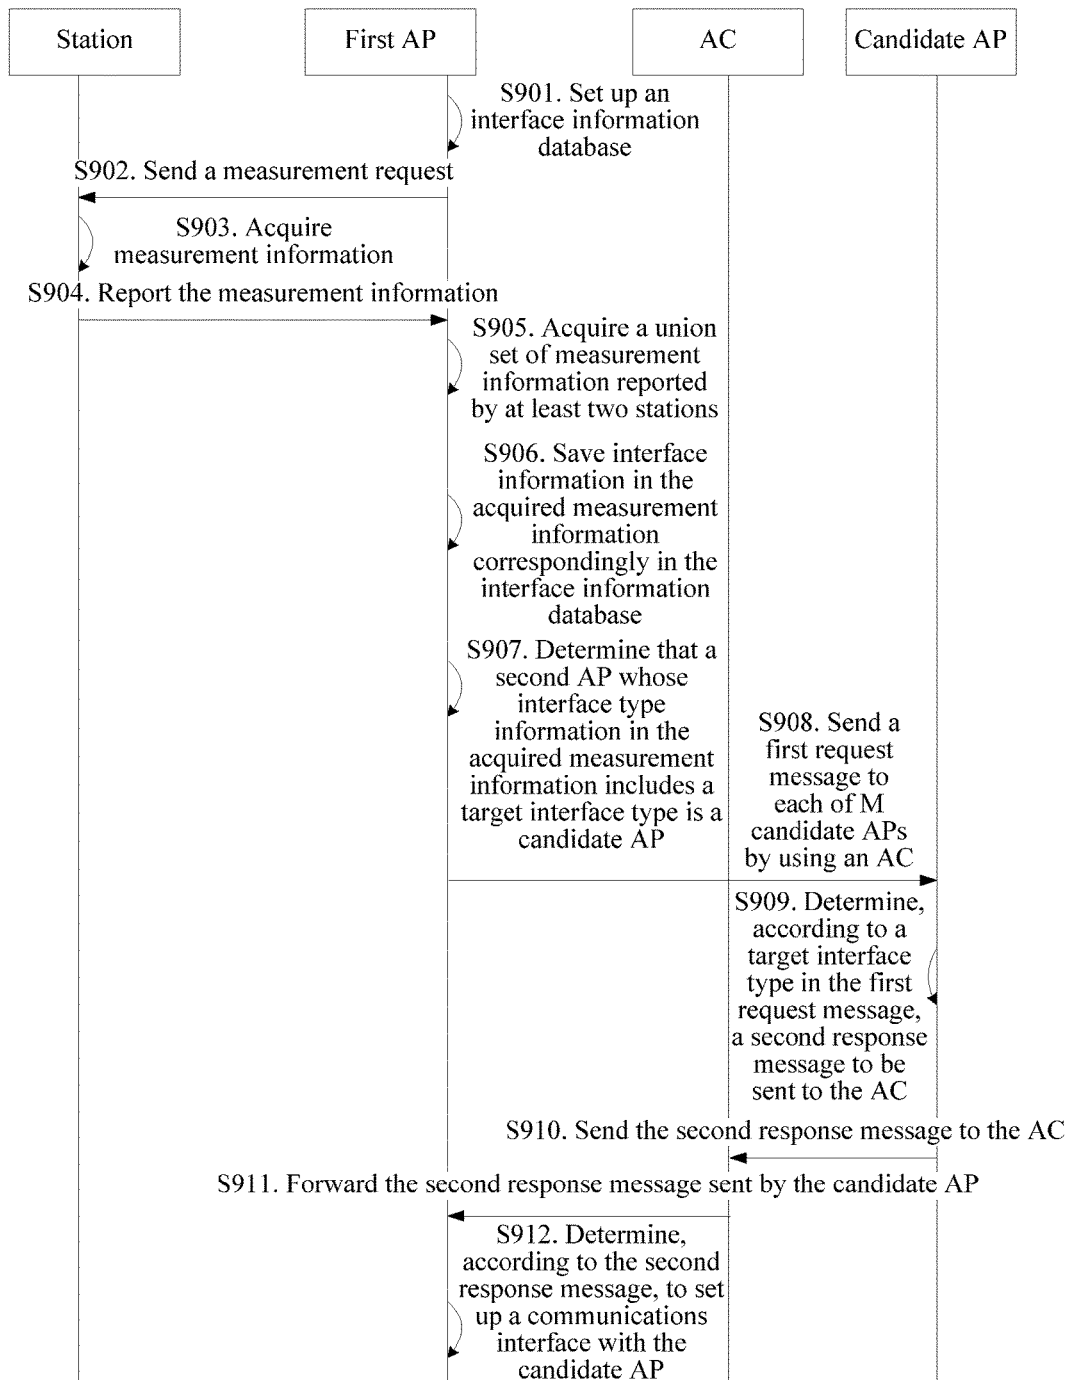 Station
First AP
AC
Candidate AP
S901. Set up an
interface information
database
S902. Send a measurement request
S903. Acquire
measurement information
S904. Report the measurement information
S905. Acquire a union
set of measurement
information reported
by at least two stations
S906. Save interface
information in the
acquired measurement
information
correspondingly in the
interface information
database
S907. Determine that a
second AP whose
interface type
information in the
acquired measurement
information includes a
target interface type is a
candidate AP
S908. Send a
first request
message to
each of M
candidate APs
by using an AC
S909. Determine,
according to a
target interface
type in the first
request message,
a second response
message to be
sent to the AC
S910. Send the second response message to the AC
S911. Forward the second response message sent by the candidate AP
S912. Determine,
according to the second
response message, to set
up a communications
interface with the
candidate AP